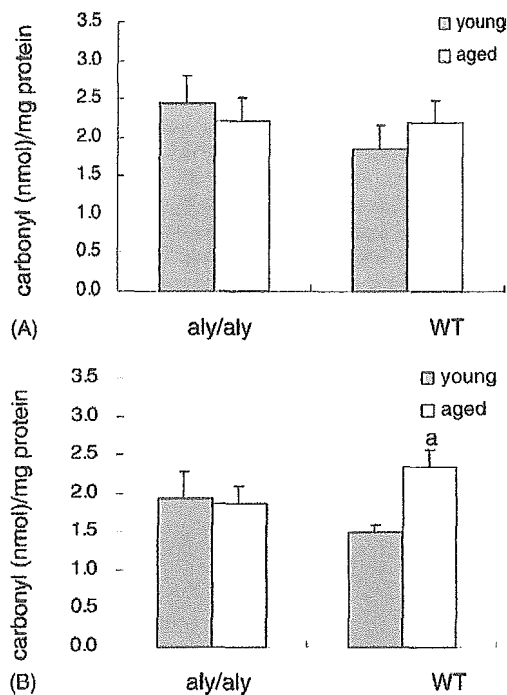 3.5
3.0
2.5
2.0
1.5
1.0
0.5
0.0
carbonyl (nmol)/mg protein
young
aged
(A)
aly/aly
WT
3.5
3.0
2.5
2.0
1.5
1.0
0.5
0.0
carbonyl (nmol)/mg protein
young
aged
a
(B)
aly/aly
WT